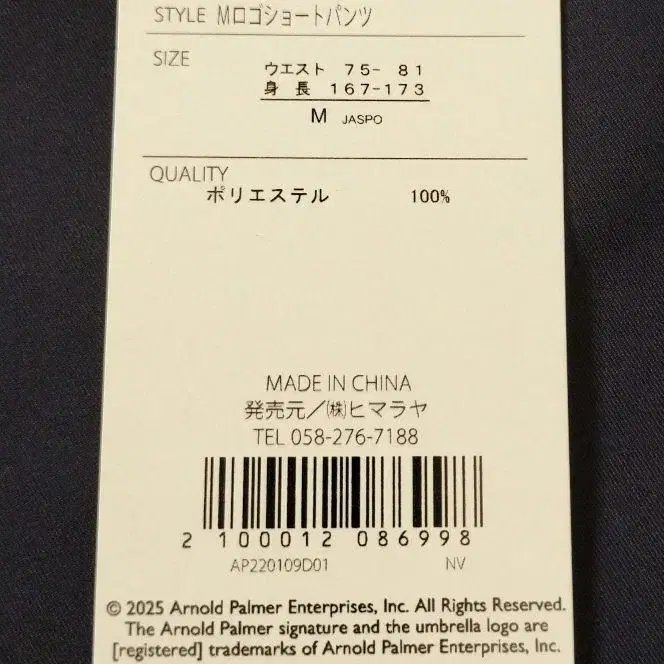 STYLE Mロゴショートパンツ
SIZE
ウエスト 75- 81
身 長 167-173
M JASPO
QUALITY
ポリエステル 100%
MADE IN CHINA
発売元／㈱ヒマラヤ
TEL 058-276-7188
2 100012 086998
AP220109D01 NV
© 2025 Arnold Palmer Enterprises, Inc. All Rights Reserved.
The Arnold Palmer signature and the umbrella logo are
[registered] trademarks of Arnold Palmer Enterprises, Inc.